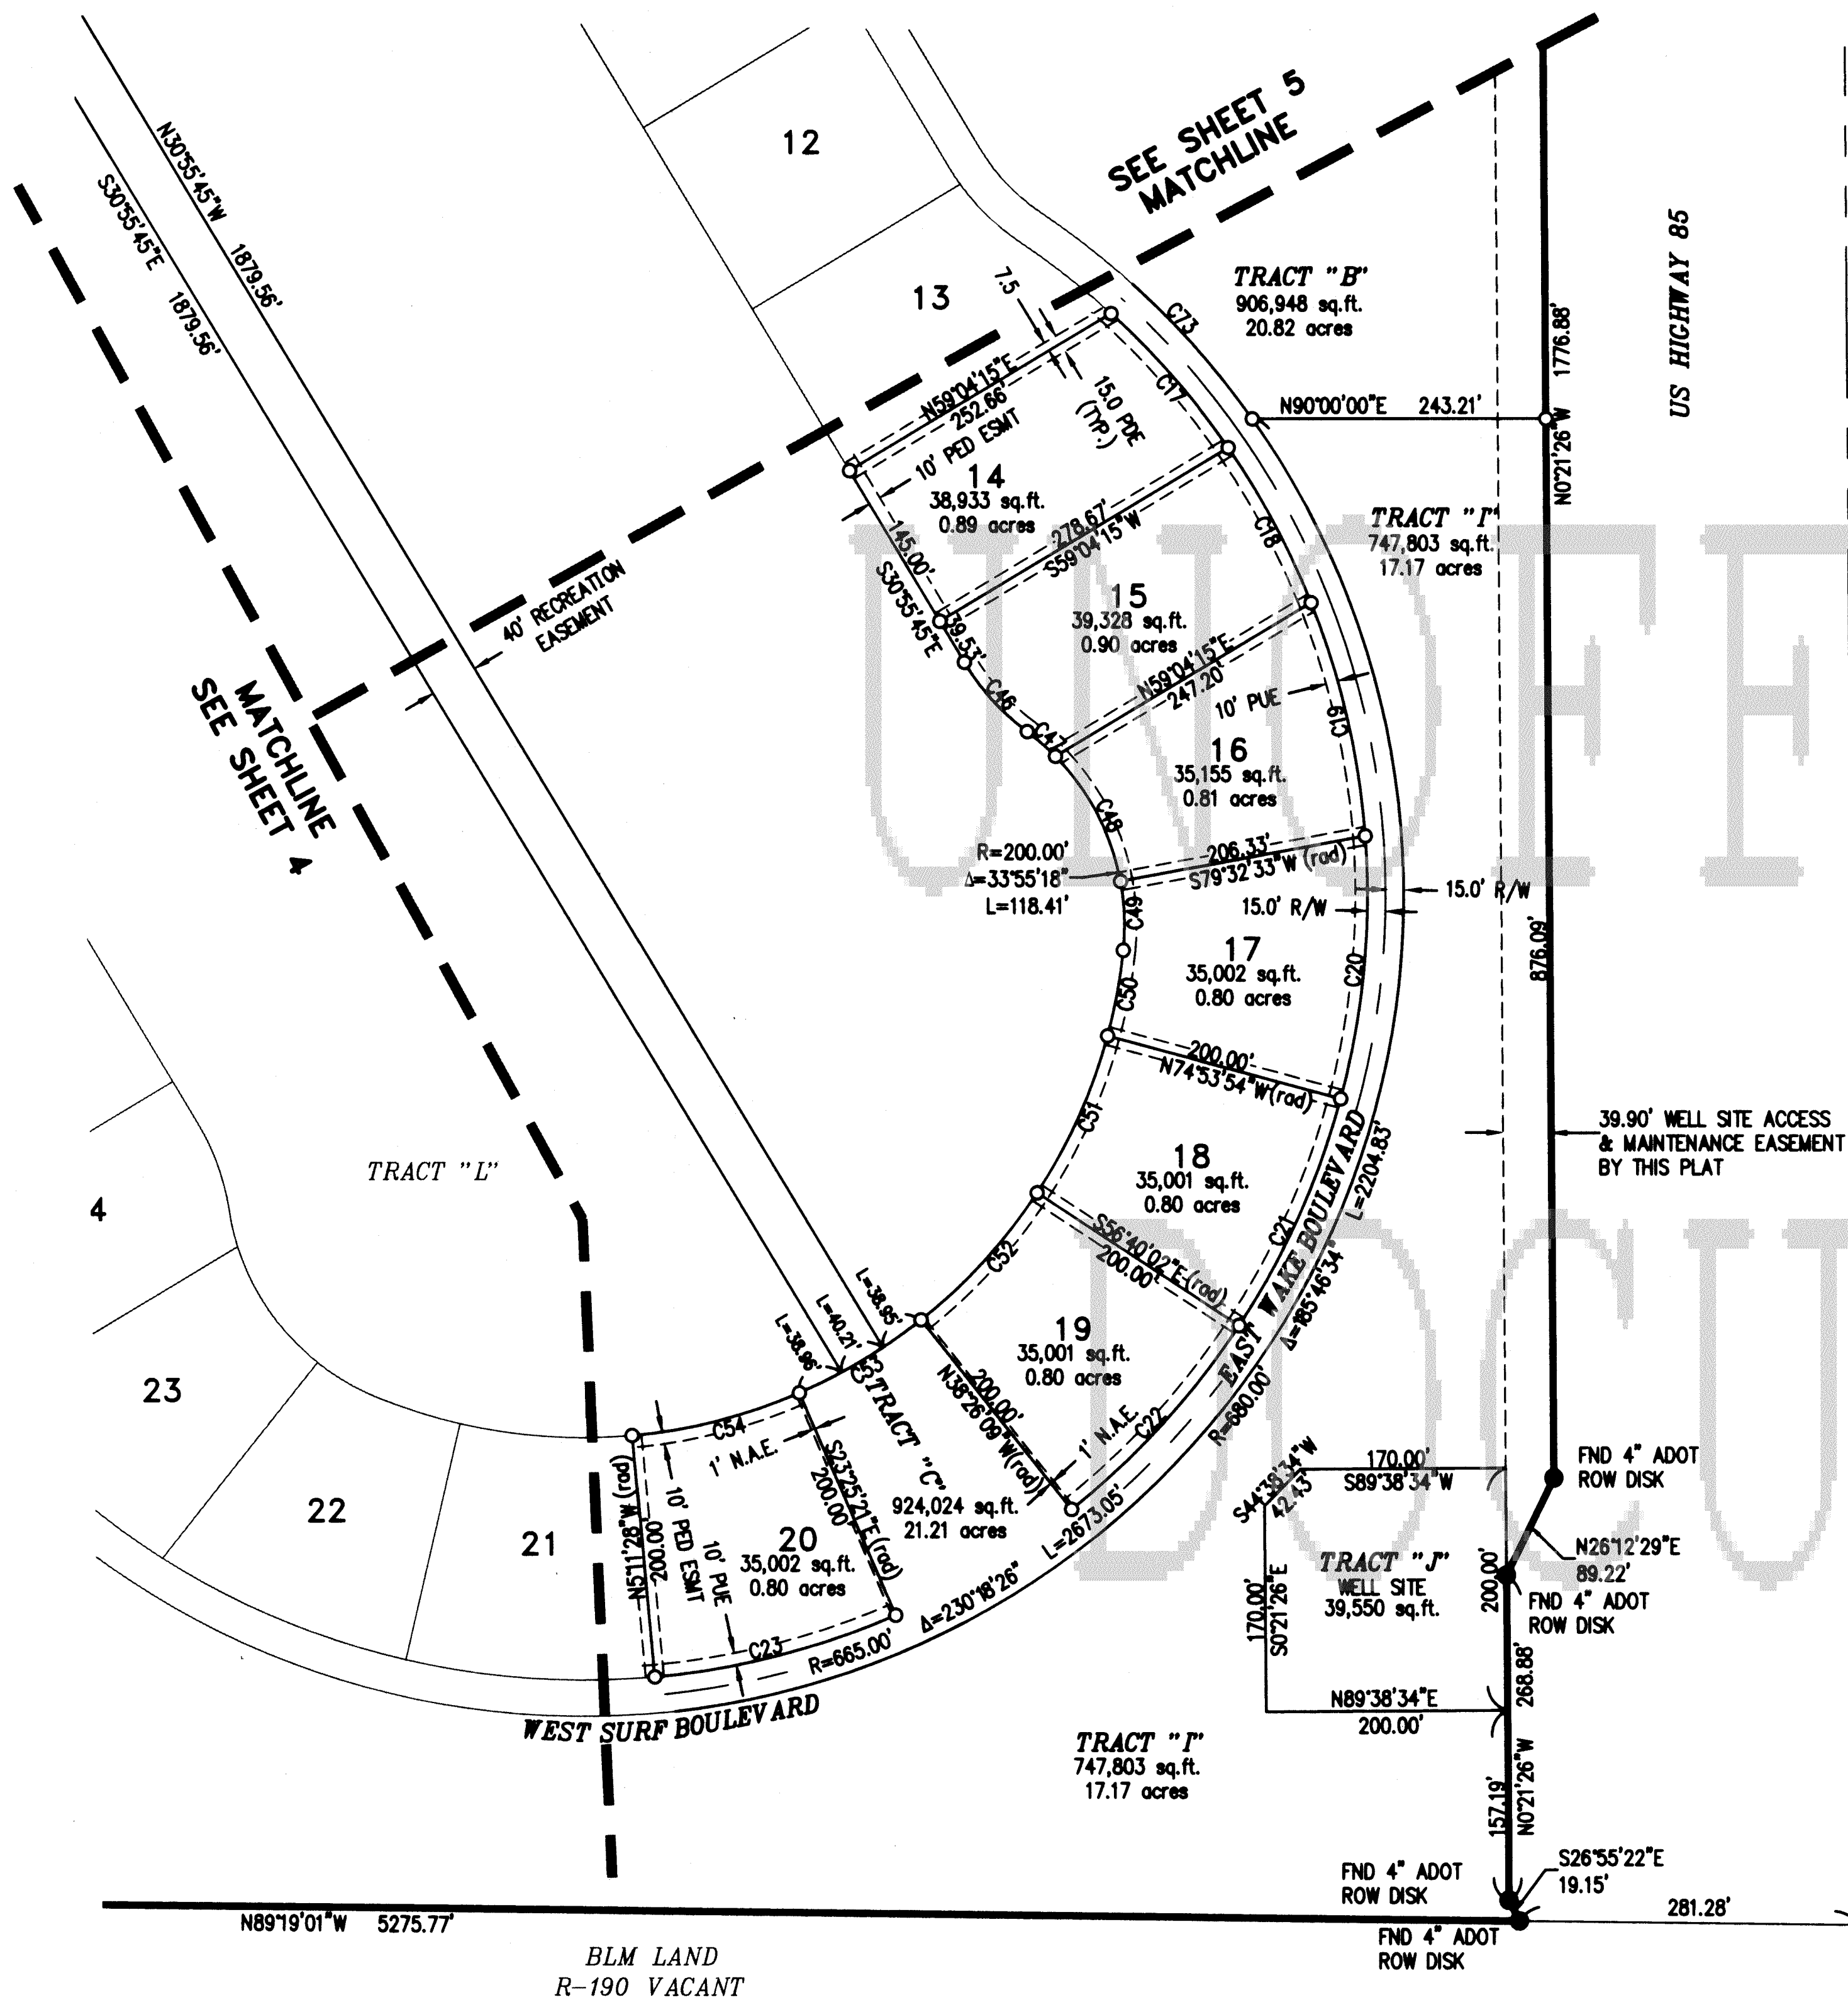 N30°55'45"W 1879.56'
S30°55'45"E 1879.56'
12
13
SEE SHEET 5
MATCHLINE
US HIGHWAY 85
TRACT "B"
906,948 sq.ft.
20.82 acres
C73
7.5
N59°04'15"E
252.66'
10' PED ESMT
15.0 PDE
(TYP.)
C17
N90°00'00"E 243.21'
1776.88'
N0°21'26"W
14
38,933 sq.ft.
0.89 acres
145.00'
S30°55'45"E
278.67'
S59°04'15"W
C18
TRACT "I"
747,803 sq.ft.
17.17 acres
40' RECREATION
EASEMENT
15
39,328 sq.ft.
0.90 acres
39.53'
C46
C47
N59°04'15"E
247.20'
10' PUE
C19
MATCHLINE
SEE SHEET 4
16
35,155 sq.ft.
0.81 acres
C48
R=200.00'
Δ=33°55'18"
L=118.41'
206.33'
S79°32'33"W (rad)
15.0' R/W
15.0' R/W
C49
17
35,002 sq.ft.
0.80 acres
C50
C20
876.09'
200.00'
N74°53'54"W(rad)
C51
18
35,001 sq.ft.
0.80 acres
39.90' WELL SITE ACCESS
& MAINTENANCE EASEMENT
BY THIS PLAT
TRACT "L"
4
S56°40'02"E (rad)
200.00'
C21
EAST WAKE BOULEVARD
L=2204.83'
Δ=185°46'34"
R=680.00'
C52
L=38.95'
L=40.21'
L=38.96'
C53
19
35,001 sq.ft.
0.80 acres
200.00'
N38°26'09"W(rad)
1' N.A.E.
C22
23
22
21
C54
1' N.A.E.
TRACT "C"
924,024 sq.ft.
21.21 acres
S23°25'21"E(rad)
200.00'
N5°11'28"W (rad)
200.00'
10' PED ESMT
10' PUE
20
35,002 sq.ft.
0.80 acres
C23
R=665.00'
Δ=230°18'26"
L=2673.05'
WEST SURF BOULEVARD
S44°38'34"W
42.43'
170.00'
S89°38'34"W
FND 4" ADOT
ROW DISK
N26°12'29"E
89.22'
TRACT "J"
WELL SITE
39,550 sq.ft.
170.00'
S0°21'26"E
200.00'
FND 4" ADOT
ROW DISK
268.88'
N89°38'34"E
200.00'
TRACT "I"
747,803 sq.ft.
17.17 acres
157.19'
N0°21'26"W
S26°55'22"E
19.15'
FND 4" ADOT
ROW DISK
281.28'
FND 4" ADOT
ROW DISK
N89°19'01"W 5275.77'
BLM LAND
R-190 VACANT
UNOFF
DOCU